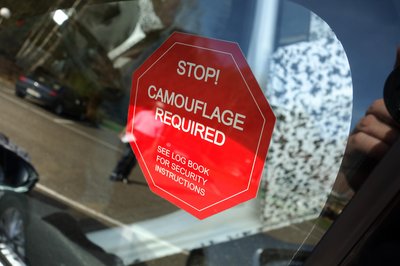 STOP!
CAMOUFLAGE
REQUIRED
SEE LOG BOOK
FOR SECURITY
INSTRUCTIONS